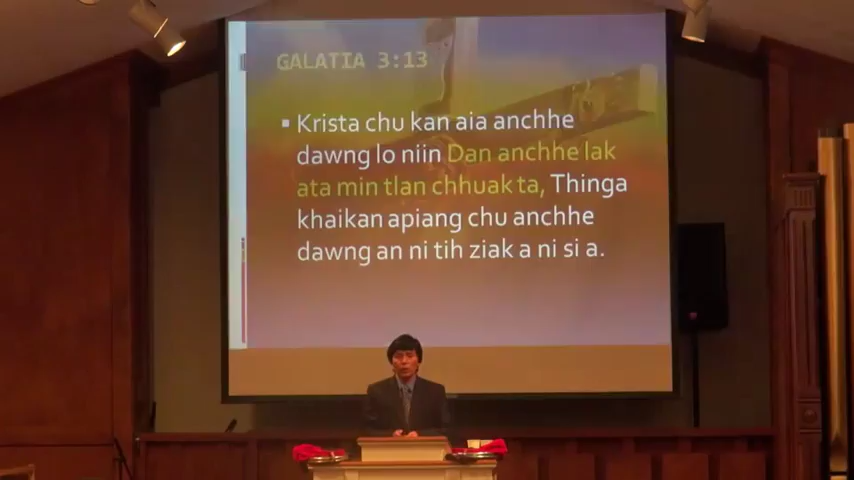 GALATIA 3:13
Krista chu kan aia anchhe
dawng lo niin Dan anchhe lak
ata min tlan chhuak ta, Thinga
khaikan apiang chu anchhe
dawng an ni tih ziak a ni si a.